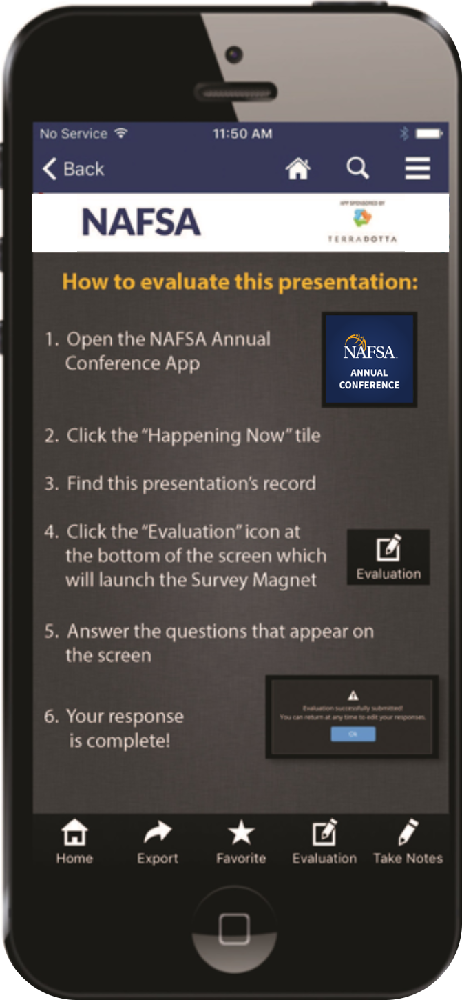 No Service 11:50 AM
Back
NAFSA
APP SPONSORED BY
TERRADOTTA
How to evaluate this presentation:
1. Open the NAFSA Annual
Conference App
NAFSA
ANNUAL
CONFERENCE
2. Click the “Happening Now” tile
3. Find this presentation’s record
4. Click the “Evaluation” icon at
the bottom of the screen which
will launch the Survey Magnet
Evaluation
5. Answer the questions that appear on
the screen
6. Your response
is complete!
Evaluation successfully submitted!
You can return at any time to edit your responses.
Ok
Home Export Favorite Evaluation Take Notes